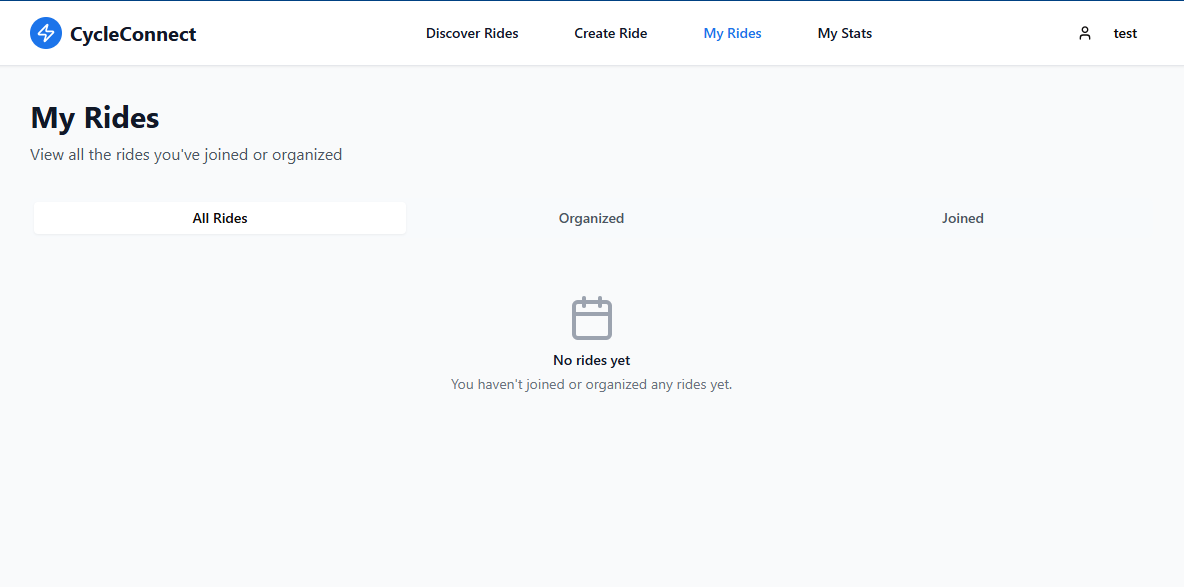 CycleConnect
Discover Rides
Create Ride
My Rides
My Stats
test
My Rides
View all the rides you've joined or organized
All Rides
Organized
Joined
No rides yet
You haven't joined or organized any rides yet.